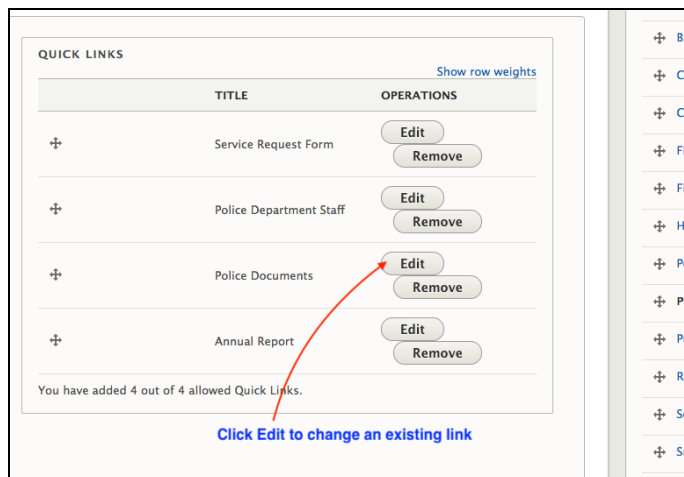 QUICK LINKS
Show row weights
TITLE OPERATIONS
Service Request Form
Edit
Remove
Police Department Staff
Edit
Remove
Police Documents
Edit
Remove
Annual Report
Edit
Remove
You have added 4 out of 4 allowed Quick Links.
Click Edit to change an existing link
B
C
C
Fi
Fi
H
P
P
R
S